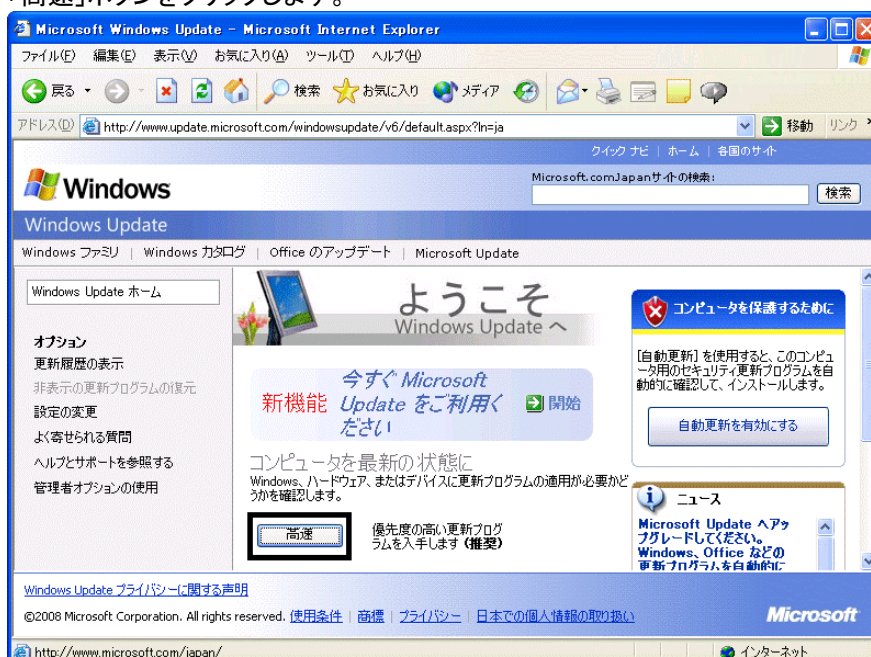 「高速」ボタンをクリックします。
Microsoft Windows Update - Microsoft Internet Explorer
ファイル(F) 編集(E) 表示(V) お気に入り(A) ツール(T) ヘルプ(H)
戻る 検索 お気に入り メディア
アドレス(D) http://www.update.microsoft.com/windowsupdate/v6/default.aspx?ln=ja 移動 リンク
クイック ナビ | ホーム | 各国のサイト
Windows
Microsoft.comJapanサイトの検索:
検索
Windows Update
Windows ファミリ | Windows カタログ | Office のアップデート | Microsoft Update
Windows Update ホーム
オプション
更新履歴の表示
非表示の更新プログラムの復元
設定の変更
よく寄せられる質問
ヘルプとサポートを参照する
管理者オプションの使用
ようこそ
Windows Update へ
新機能
今すぐ Microsoft
Update をご利用く
ださい
開始
コンピュータを最新の状態に
Windows、ハードウェア、またはデバイスに更新プログラムの適用が必要かど
うかを確認します。
高速
優先度の高い更新プログ
ラムを入手します (推奨)
コンピュータを保護するために
[自動更新] を使用すると、このコンピュ
ータ用のセキュリティ更新プログラムを自
動的に確認して、インストールします。
自動更新を有効にする
ニュース
Microsoft Update へアッ
プグレードしてください。
Windows、Office などの
更新プログラムを自動的に
Windows Update プライバシーに関する声明
©2008 Microsoft Corporation. All rights reserved. 使用条件 | 商標 | プライバシー | 日本での個人情報の取り扱い
Microsoft
http://www.microsoft.com/japan/
インターネット